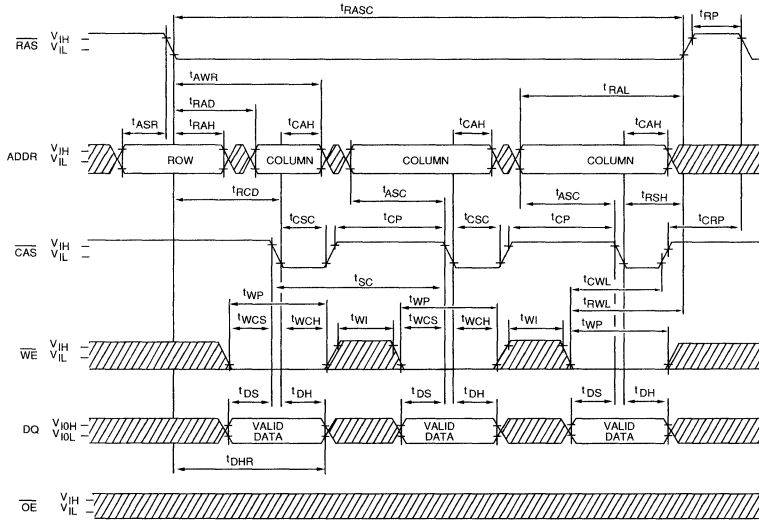 tRASC
tRP
RAS
VIH
VIL
tAWR
tRAD
tRAL
tASR
tRAH
tCAH
tCAH
tCAH
ADDR
VIH
VIL
ROW
COLUMN
COLUMN
COLUMN
tRCD
tASC
tASC
tRSH
tCSC
tCP
tCSC
tCP
tCRP
CAS
VIH
VIL
tSC
tCWL
tWP
tWP
tRWL
tWCS
tWCH
tWI
tWCS
tWCH
tWI
tWP
WE
VIH
VIL
tDS
tDH
tDS
tDH
tDS
tDH
DQ
VI0H
VI0L
VALID
DATA
VALID
DATA
VALID
DATA
tDHR
OE
VIH
VIL